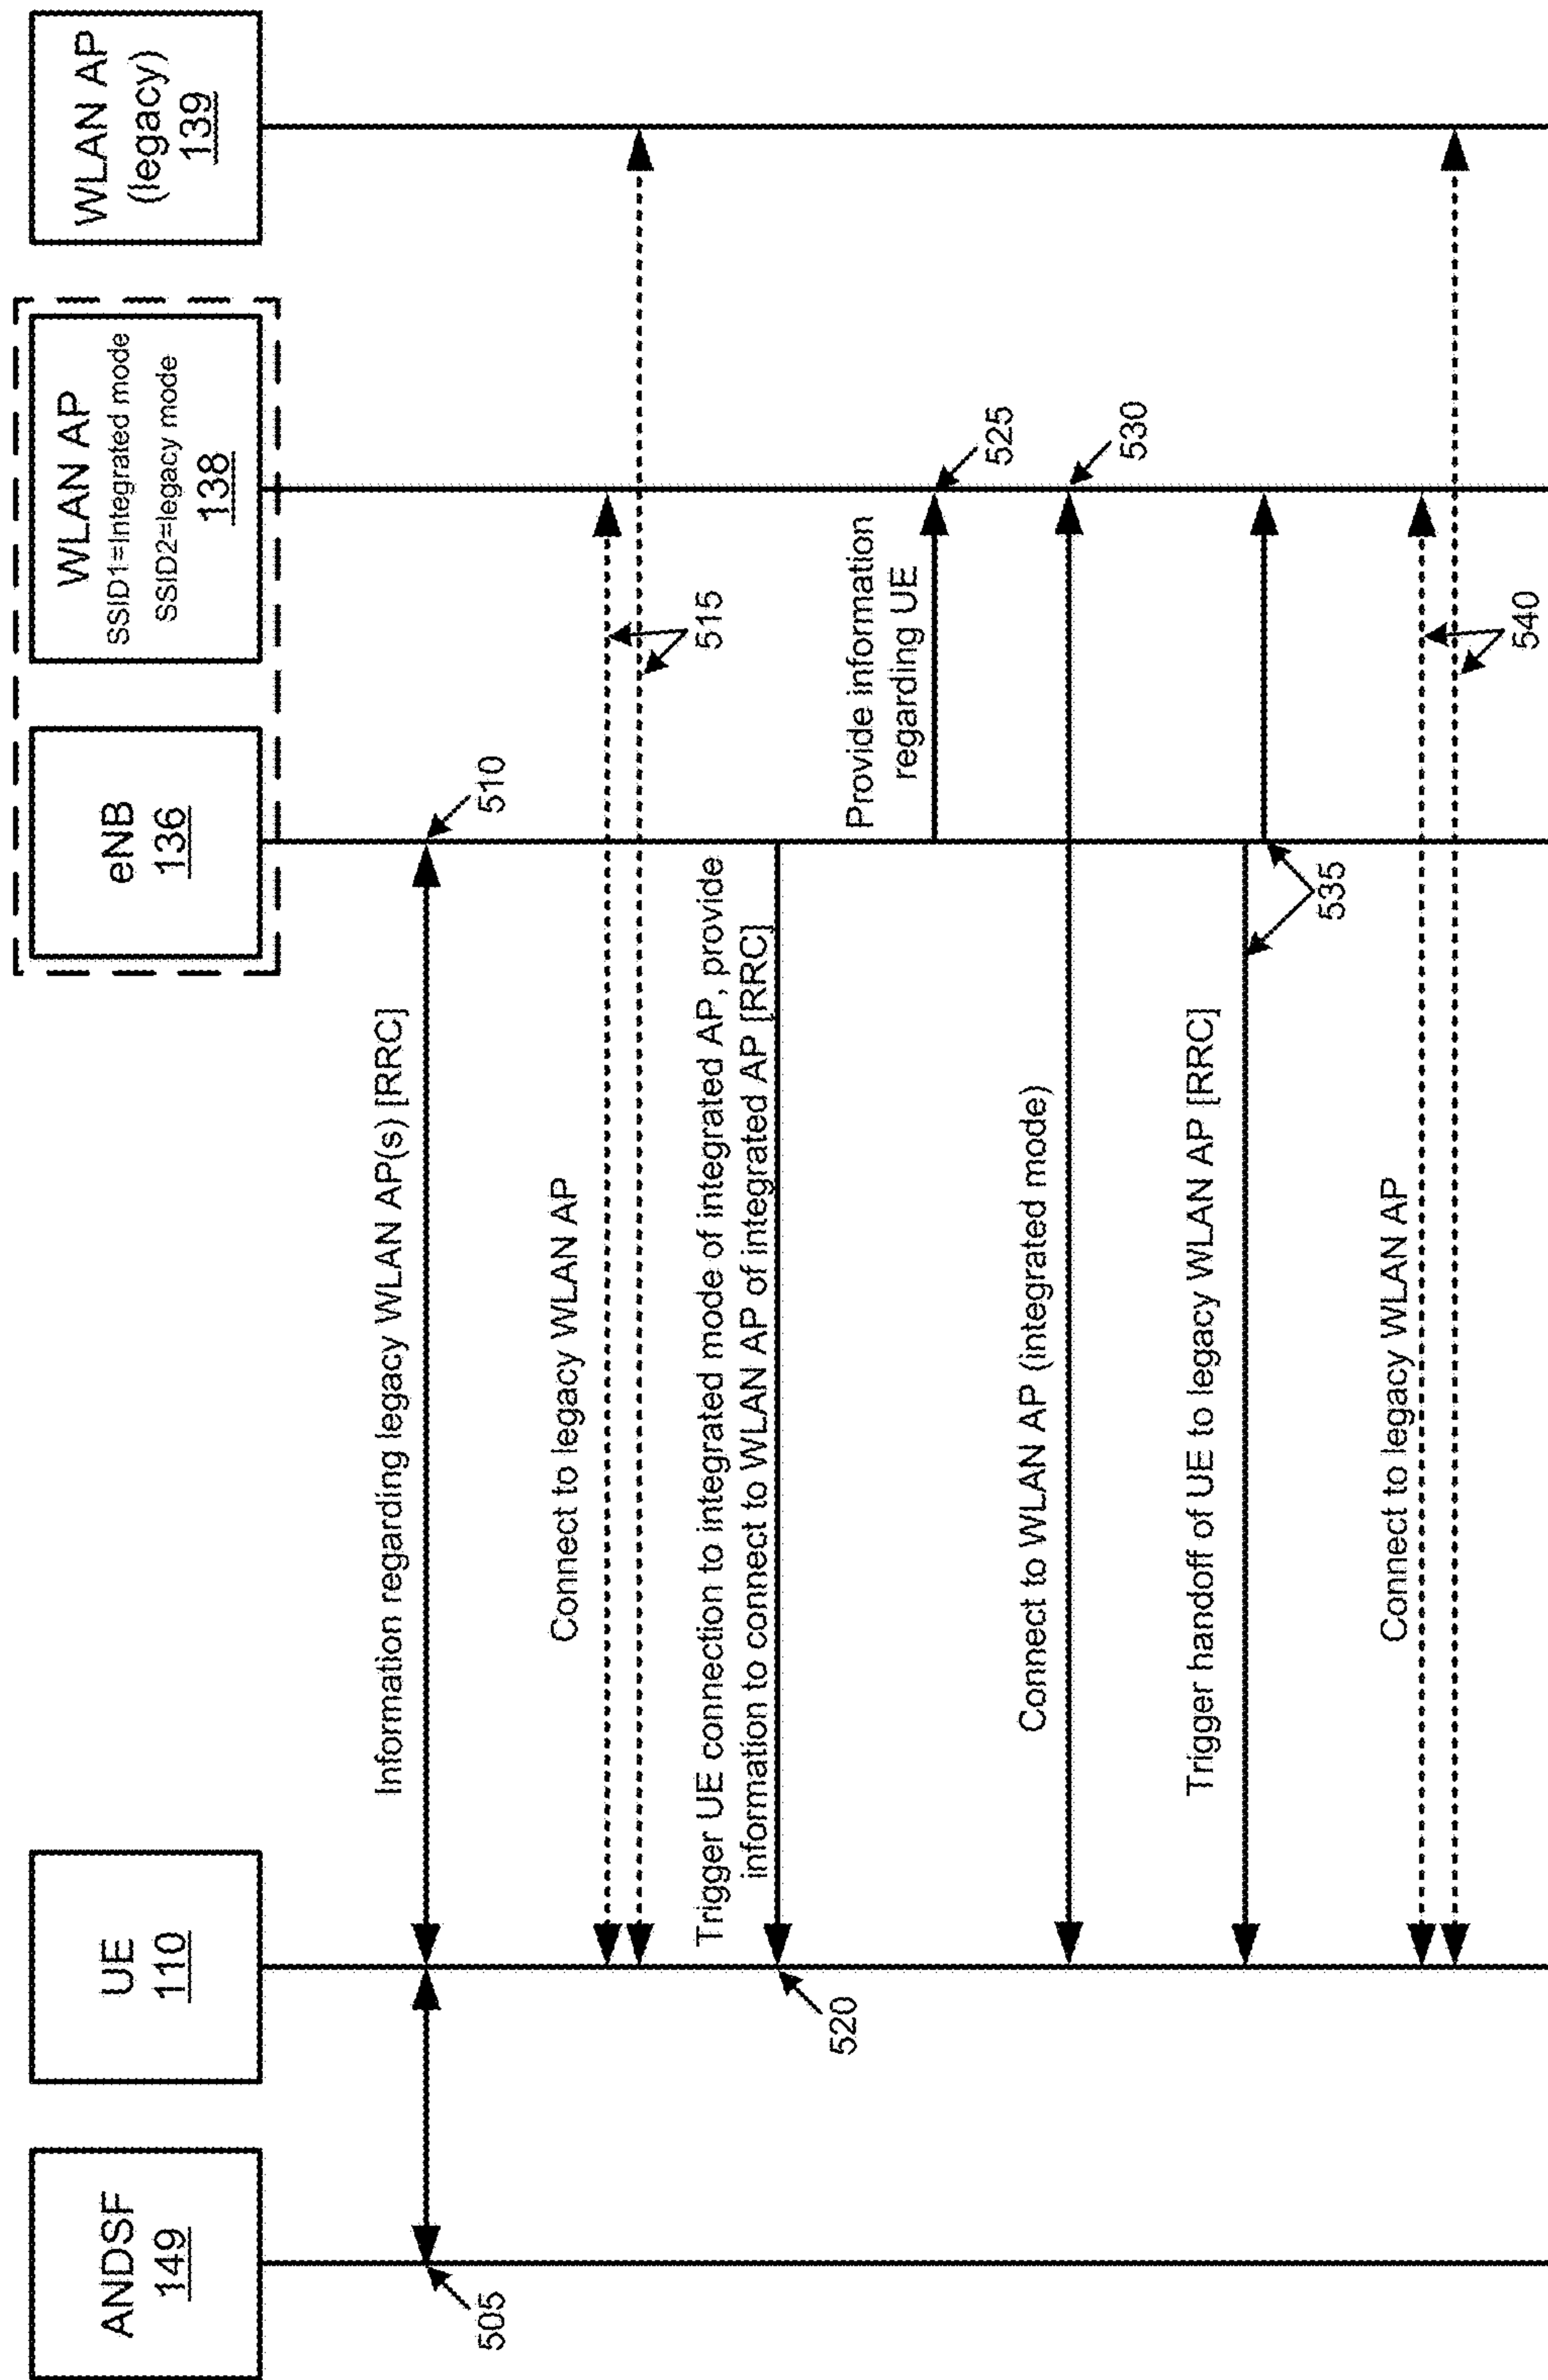 ANDSF
149
UE
110
eNB
136
WLAN AP
SSID1=Integrated mode
SSID2=legacy mode
138
WLAN AP
(legacy)
139
505
Information regarding legacy WLAN AP(s) [RRC]
510
Connect to legacy WLAN AP
515
Trigger UE connection to integrated mode of integrated AP, provide
information to connect to WLAN AP of integrated AP [RRC]
520
Provide information
regarding UE
525
Connect to WLAN AP (integrated mode)
530
Trigger handoff of UE to legacy WLAN AP [RRC]
535
Connect to legacy WLAN AP
540